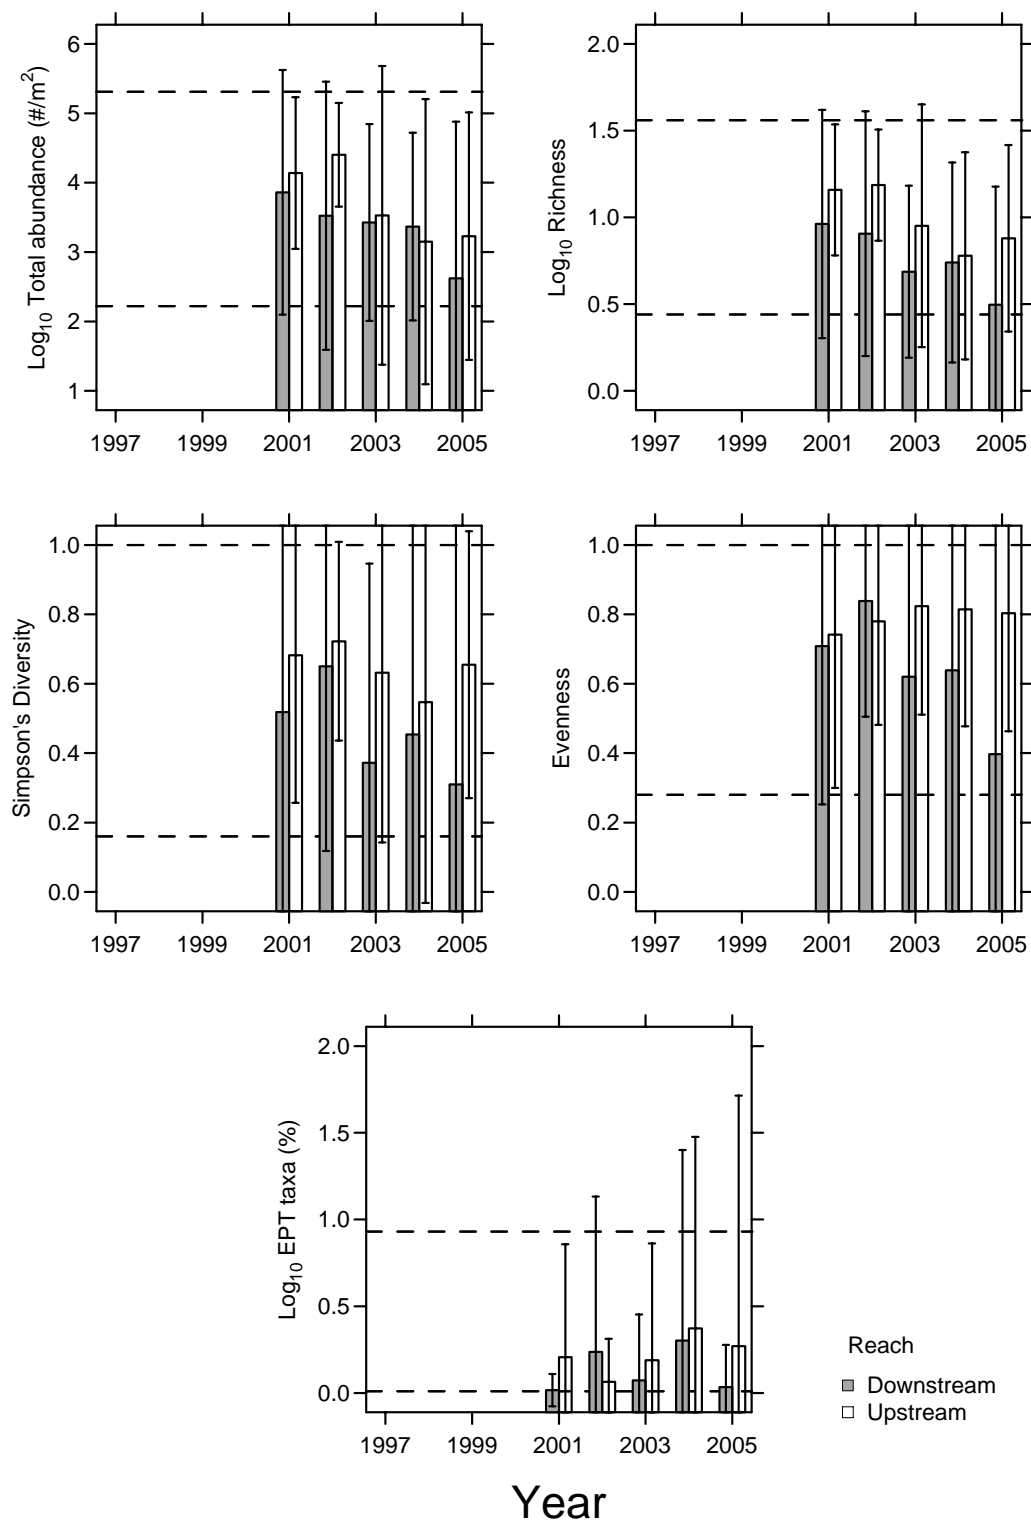 Log10 Total abundance (#/m2)
6
5
4
3
2
1
1997 1999 2001 2003 2005
Log10 Richness
2.0
1.5
1.0
0.5
0.0
1997 1999 2001 2003 2005
Simpson's Diversity
1.0
0.8
0.6
0.4
0.2
0.0
1997 1999 2001 2003 2005
Evenness
1.0
0.8
0.6
0.4
0.2
0.0
1997 1999 2001 2003 2005
Log10 EPT taxa (%)
2.0
1.5
1.0
0.5
0.0
1997 1999 2001 2003 2005
Reach
Downstream
Upstream
Year